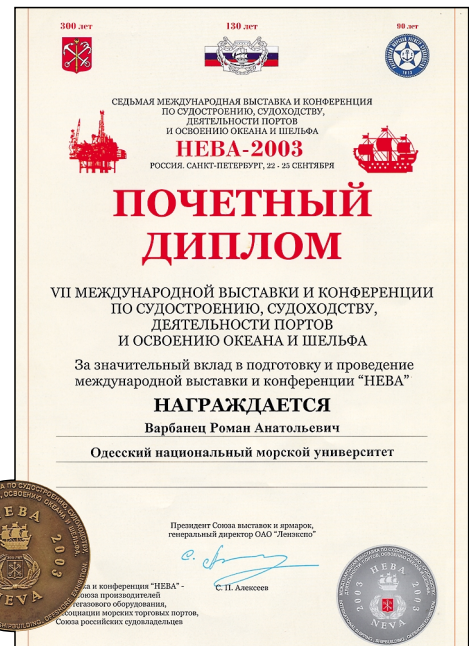 300 лет
130 лет
90 лет
СЕДЬМАЯ МЕЖДУНАРОДНАЯ ВЫСТАВКА И КОНФЕРЕНЦИЯ
ПО СУДОСТРОЕНИЮ, СУДОХОДСТВУ,
ДЕЯТЕЛЬНОСТИ ПОРТОВ
И ОСВОЕНИЮ ОКЕАНА И ШЕЛЬФА
НЕВА-2003
РОССИЯ. САНКТ-ПЕТЕРБУРГ, 22 - 25 СЕНТЯБРЯ
ПОЧЕТНЫЙ
ДИПЛОМ
VII МЕЖДУНАРОДНОЙ ВЫСТАВКИ И КОНФЕРЕНЦИИ
ПО СУДОСТРОЕНИЮ, СУДОХОДСТВУ,
ДЕЯТЕЛЬНОСТИ ПОРТОВ
И ОСВОЕНИЮ ОКЕАНА И ШЕЛЬФА
За значительный вклад в подготовку и проведение
международной выставки и конференции “НЕВА”
НАГРАЖДАЕТСЯ
Варбанец Роман Анатольевич
Одесский национальный морской университет
Президент Союза выставок и ярмарок,
генеральный директор ОАО “Ленэкспо”
С. П. Алексеев
и конференция “НЕВА” -
союза производителей
оборудования,
морских торговых портов,
Союза российских судовладельцев
НЕВА
2003
NEVA
НЕВА
2003
2003
NEVA